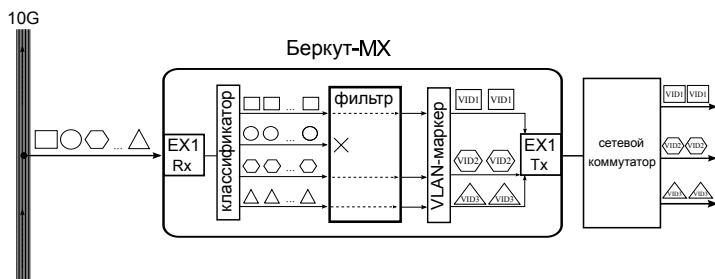 10G
Беркут-МХ
EX1
Rx
классификатор
...
...
...
...
...
фильтр
VLAN-маркер
VID1 VID1
VID2 VID2
VID3 VID3
EX1
Tx
сетевой
коммутатор
VID1 VID1
VID2 VID2
VID3 VID3